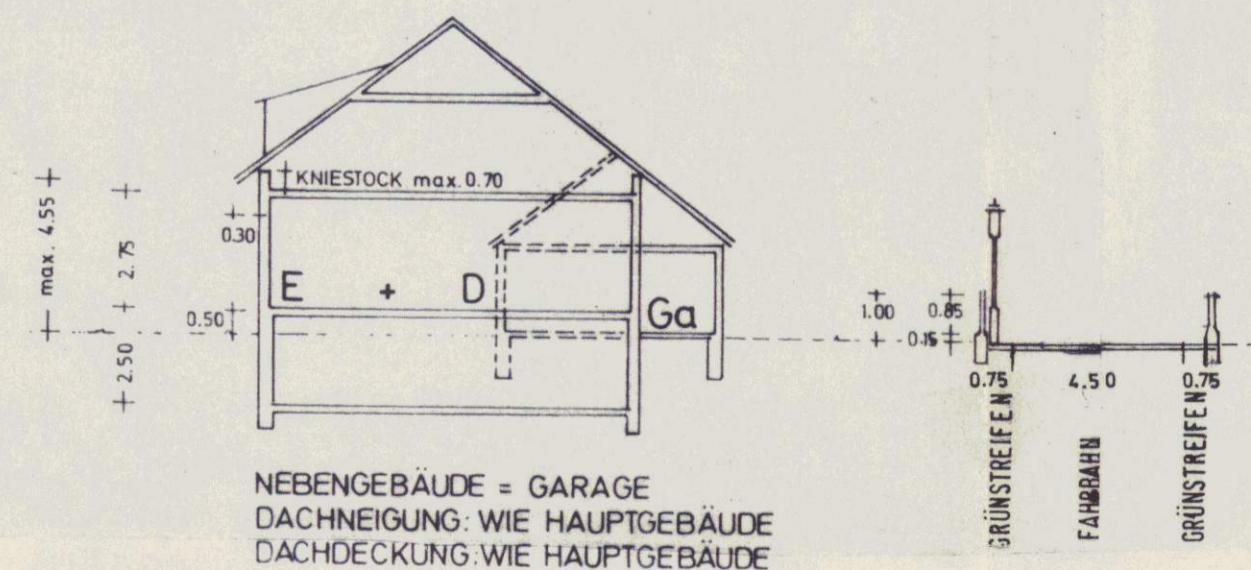 KNIESTOCK max. 0.70
max. 4.55
2.75
0.30
E + D
0.50
Ga
2.50
1.00
0.85
0.15
0.75
4.50
0.75
GRÜNSTREIFEN
FAHRBAHN
GRÜNSTREIFEN
NEBENGEBÄUDE = GARAGE
DACHNEIGUNG: WIE HAUPTGEBÄUDE
DACHDECKUNG: WIE HAUPTGEBÄUDE